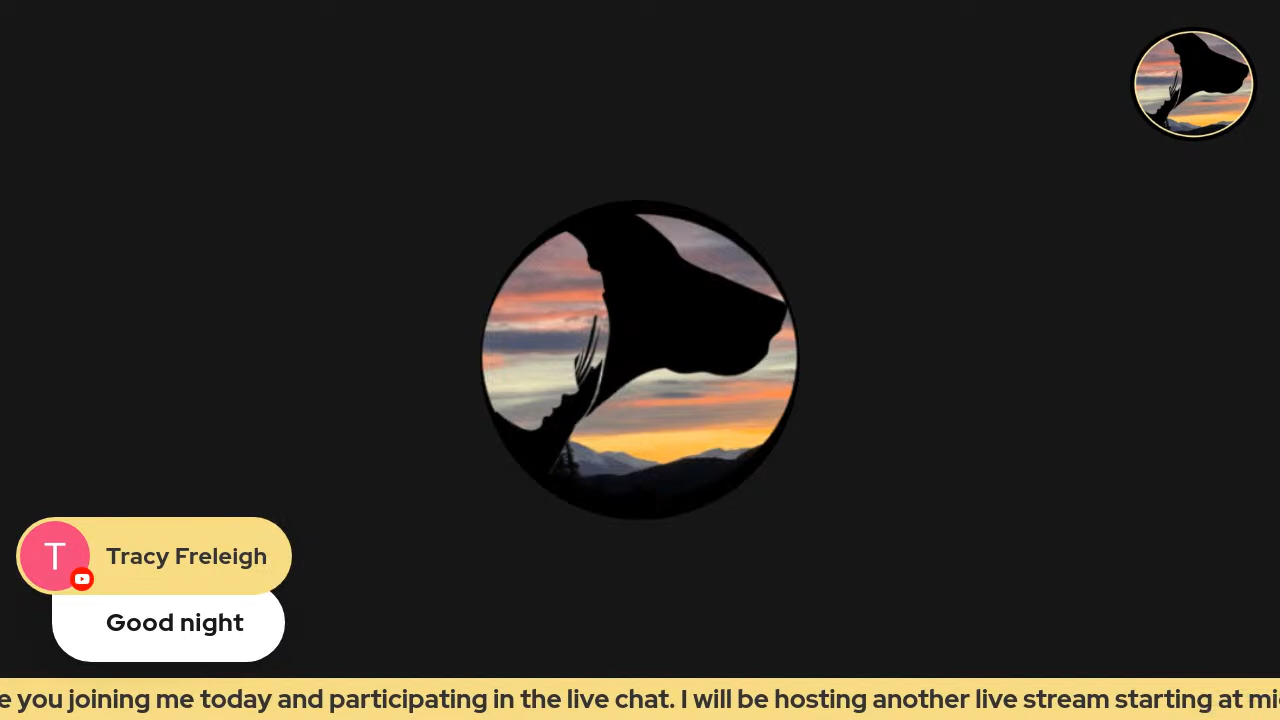 T
Tracy Freleigh
Good night
you joining me today and participating in the live chat. I will be hosting another live stream starting at